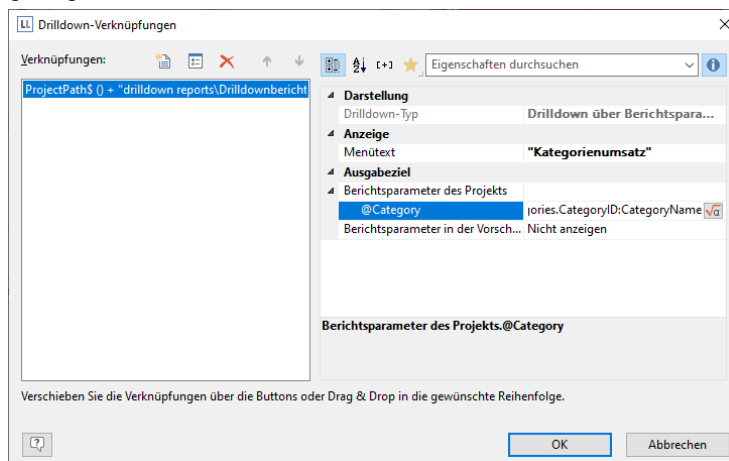 LL Drilldown-Verknüpfungen
Verknüpfungen:
Eigenschaften durchsuchen
ProjectPath$ () + "drilldown reports\Drilldownbericht
Darstellung
Drilldown-Typ Drilldown über Berichtspara...
Anzeige
Menütext "Kategorienumsatz"
Ausgabeziel
Berichtsparameter des Projekts
@Category ories.CategoryID:CategoryName
Berichtsparameter in der Vorsch... Nicht anzeigen
Berichtsparameter des Projekts.@Category
Verschieben Sie die Verknüpfungen über die Buttons oder Drag & Drop in die gewünschte Reihenfolge.
OK Abbrechen